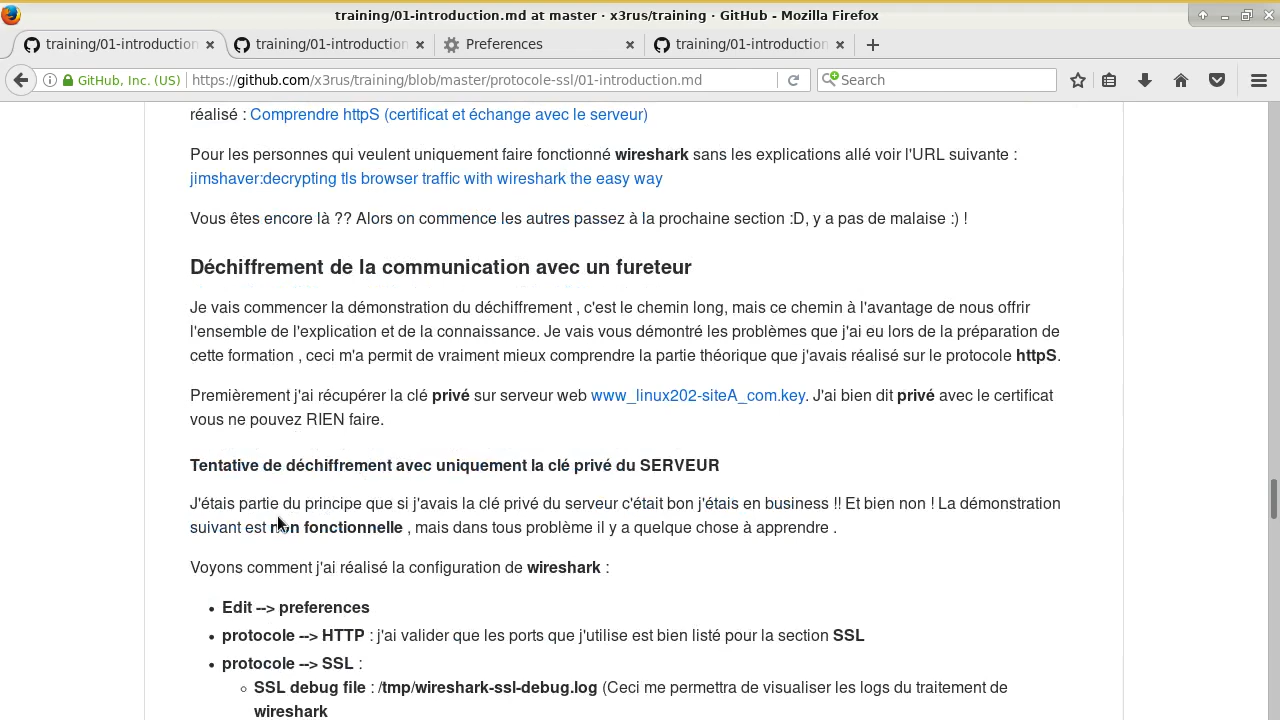 training/01-introduction.md at master · x3rus/training · GitHub - Mozilla Firefox
training/01-introduction
training/01-introduction
Preferences
training/01-introduction
GitHub, Inc. (US)
https://github.com/x3rus/training/blob/master/protocole-ssl/01-introduction.md
Search
réalisé : Comprendre httpS (certificat et échange avec le serveur)
Pour les personnes qui veulent uniquement faire fonctionné wireshark sans les explications allé voir l'URL suivante :
jimshaver:decrypting tls browser traffic with wireshark the easy way
Vous êtes encore là ?? Alors on commence les autres passez à la prochaine section :D, y a pas de malaise :) !
Déchiffrement de la communication avec un fureteur
Je vais commencer la démonstration du déchiffrement , c'est le chemin long, mais ce chemin à l'avantage de nous offrir
l'ensemble de l'explication et de la connaissance. Je vais vous démontré les problèmes que j'ai eu lors de la préparation de
cette formation , ceci m'a permit de vraiment mieux comprendre la partie théorique que j'avais réalisé sur le protocole httpS.
Premièrement j'ai récupérer la clé privé sur serveur web www_linux202-siteA_com.key. J'ai bien dit privé avec le certificat
vous ne pouvez RIEN faire.
Tentative de déchiffrement avec uniquement la clé privé du SERVEUR
J'étais partie du principe que si j'avais la clé privé du serveur c'était bon j'étais en business !! Et bien non ! La démonstration
suivant est non fonctionnelle , mais dans tous problème il y a quelque chose à apprendre .
Voyons comment j'ai réalisé la configuration de wireshark :
Edit --> preferences
protocole --> HTTP : j'ai valider que les ports que j'utilise est bien listé pour la section SSL
protocole --> SSL :
SSL debug file : /tmp/wireshark-ssl-debug.log (Ceci me permettra de visualiser les logs du traitement de
wireshark